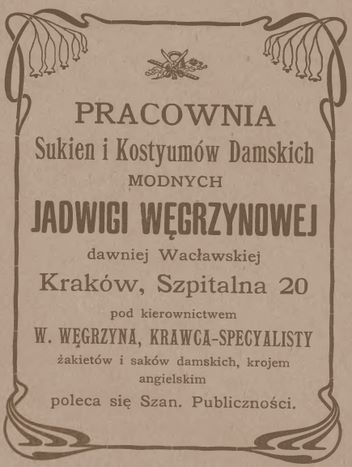 PRACOWNIA
Sukien i Kostyumów Damskich
MODNYCH
JADWIGI WĘGRZYNOWEJ
dawniej Wacławskiej
Kraków, Szpitalna 20
pod kierownictwem
W. WĘGRZYNA, KRAWCA-SPECYALISTY
żakietów i saków damskich, krojem
angielskim
poleca się Szan. Publiczności.